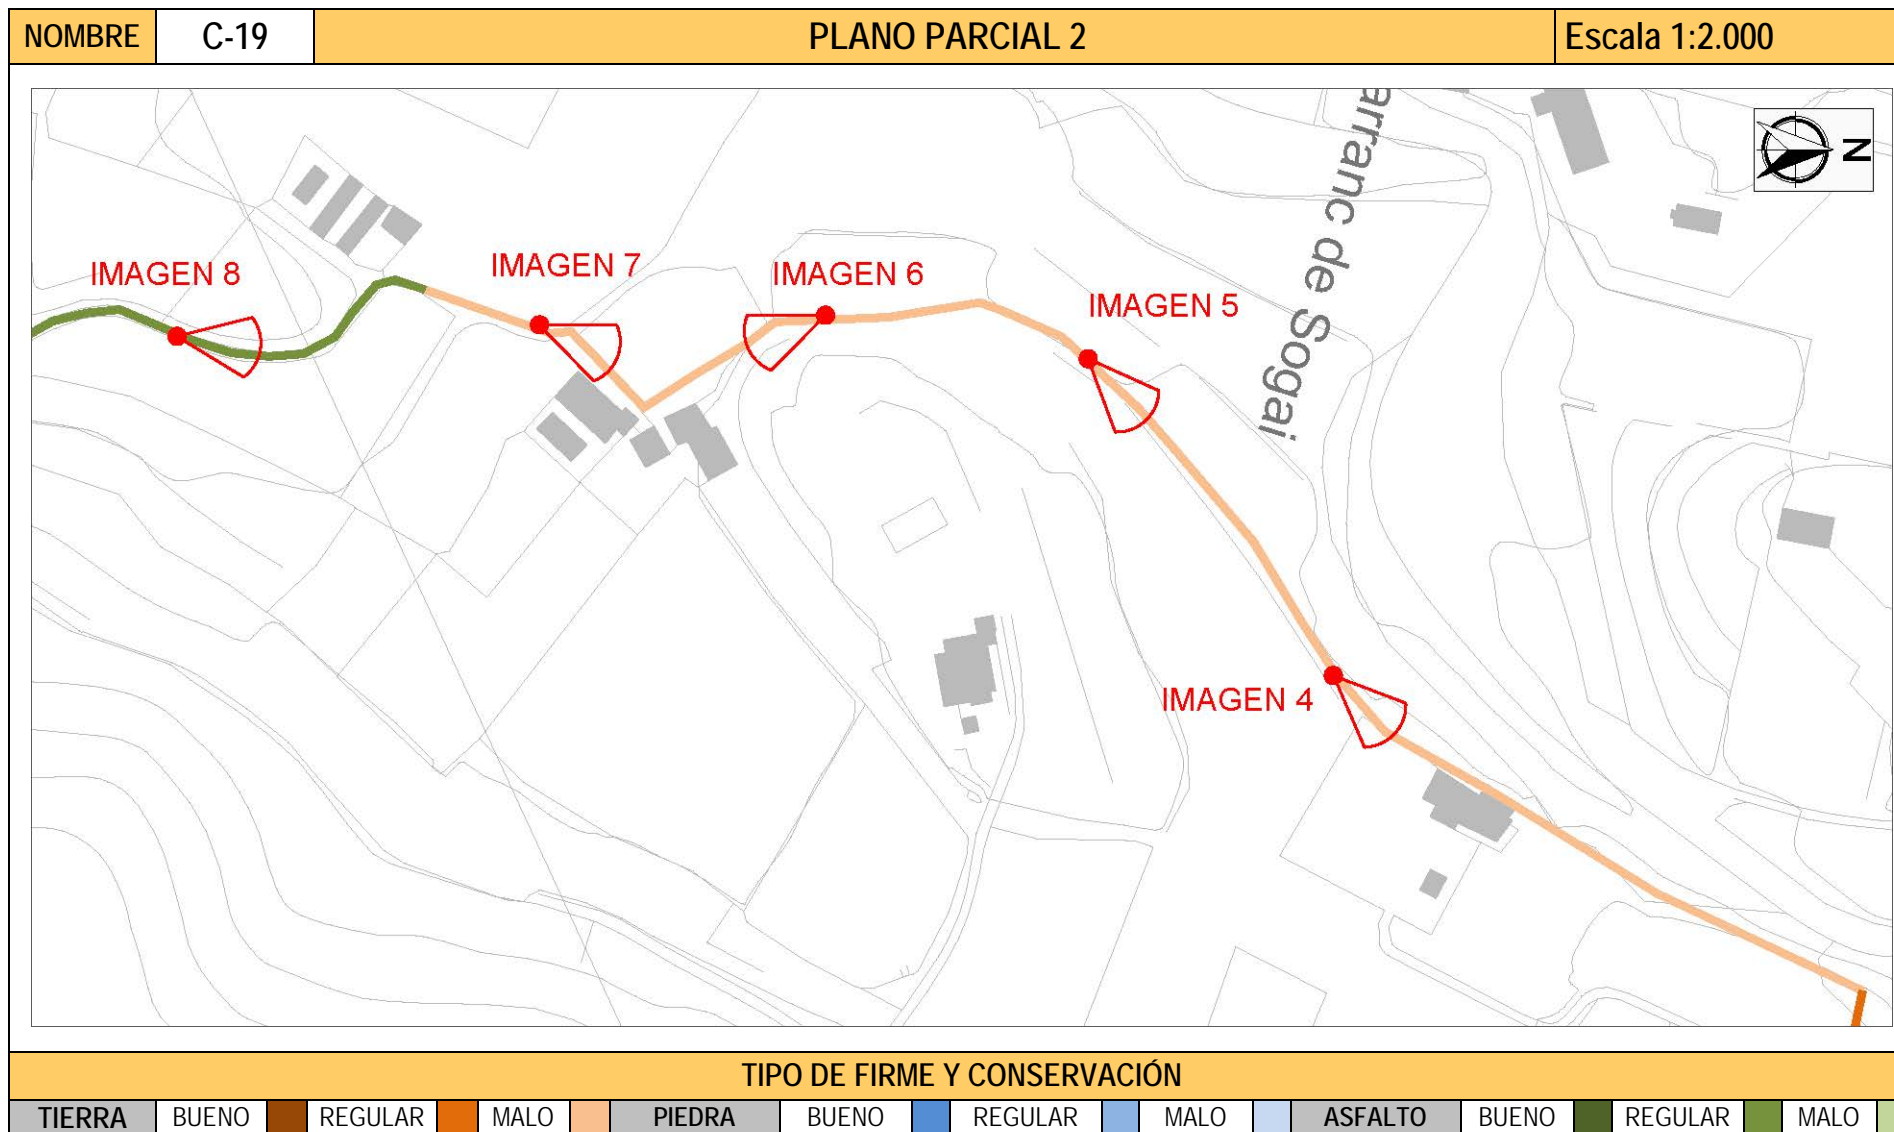 NOMBRE C-19 PLANO PARCIAL 2 Escala 1:2.000
N
arranc de Sogai
IMAGEN 8
IMAGEN 7
IMAGEN 6
IMAGEN 5
IMAGEN 4
TIPO DE FIRME Y CONSERVACIÓN
TIERRA BUENO REGULAR MALO PIEDRA BUENO REGULAR MALO ASFALTO BUENO REGULAR MALO